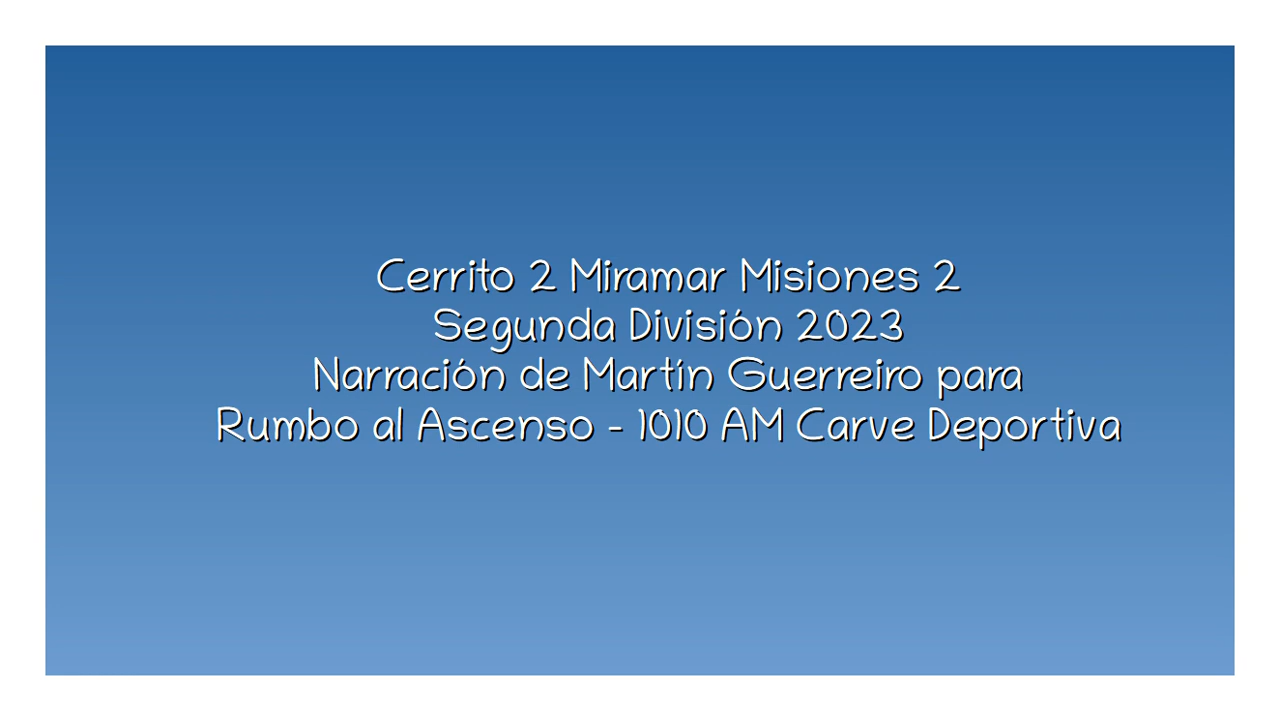 Cerrito 2 Miramar Misiones 2
Segunda División 2023
Narración de Martín Guerreiro para
Rumbo al Ascenso - 1010 AM Carve Deportiva